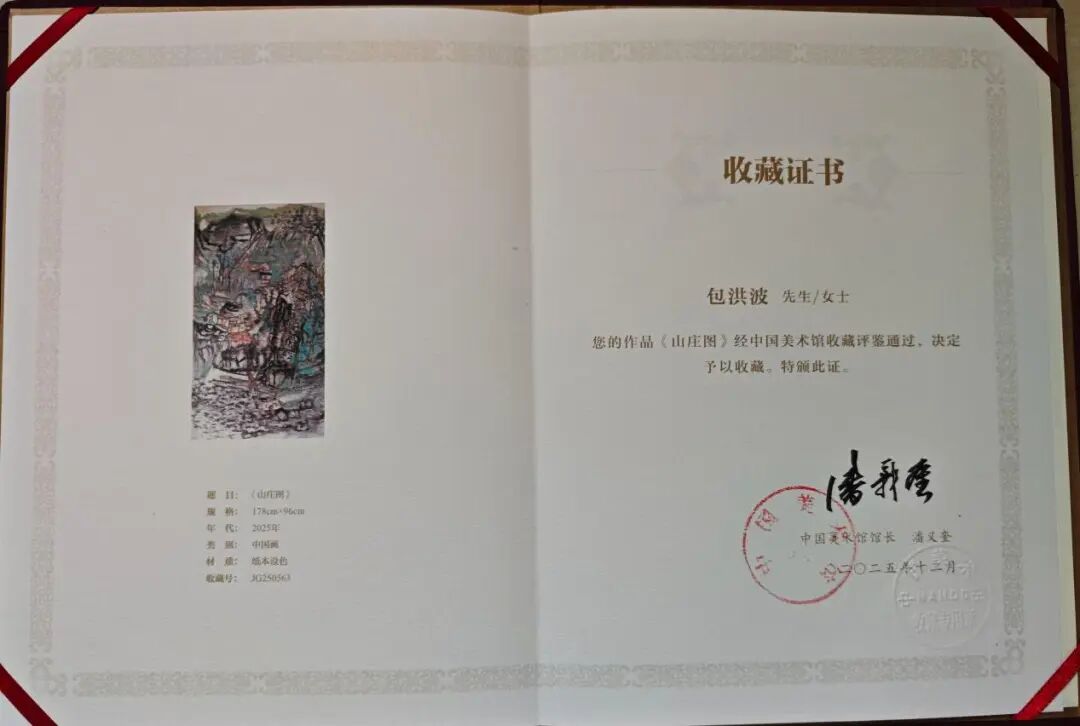 题 目：《山庄图》
规 格：178cm×96cm
年 代：2025年
类 别：中国画
材 质：纸本设色
收藏号：JG250563
收藏证书
包洪波 先生/女士
您的作品《山庄图》经中国美术馆收藏评鉴通过，决定
予以收藏。特颁此证。
潘义奎
中国美术馆馆长 潘义奎
二〇二五年十二月